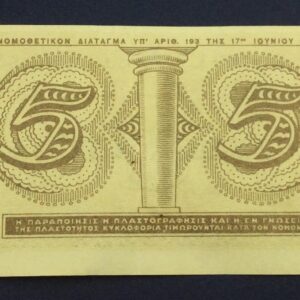 ΝΟΜΟΘΕΤΙΚΟΝ ΔΙΑΤΑΓΜΑ ΥΠ' ΑΡΙΘ. 193 ΤΗΣ 17ης ΙΟΥΝΙΟΥ
5 5
Η ΠΑΡΑΠΟΙΗΣΙΣ Η ΠΛΑΣΤΟΓΡΑΦΗΣΙΣ ΚΑΙ Η ΕΝ ΓΝΩΣΕΙ
ΤΗΣ ΠΛΑΣΤΟΤΗΤΟΣ ΚΥΚΛΟΦΟΡΙΑ ΤΙΜΩΡΟΥΝΤΑΙ ΚΑΤΑ ΤΟΝ ΝΟΜΟΝ